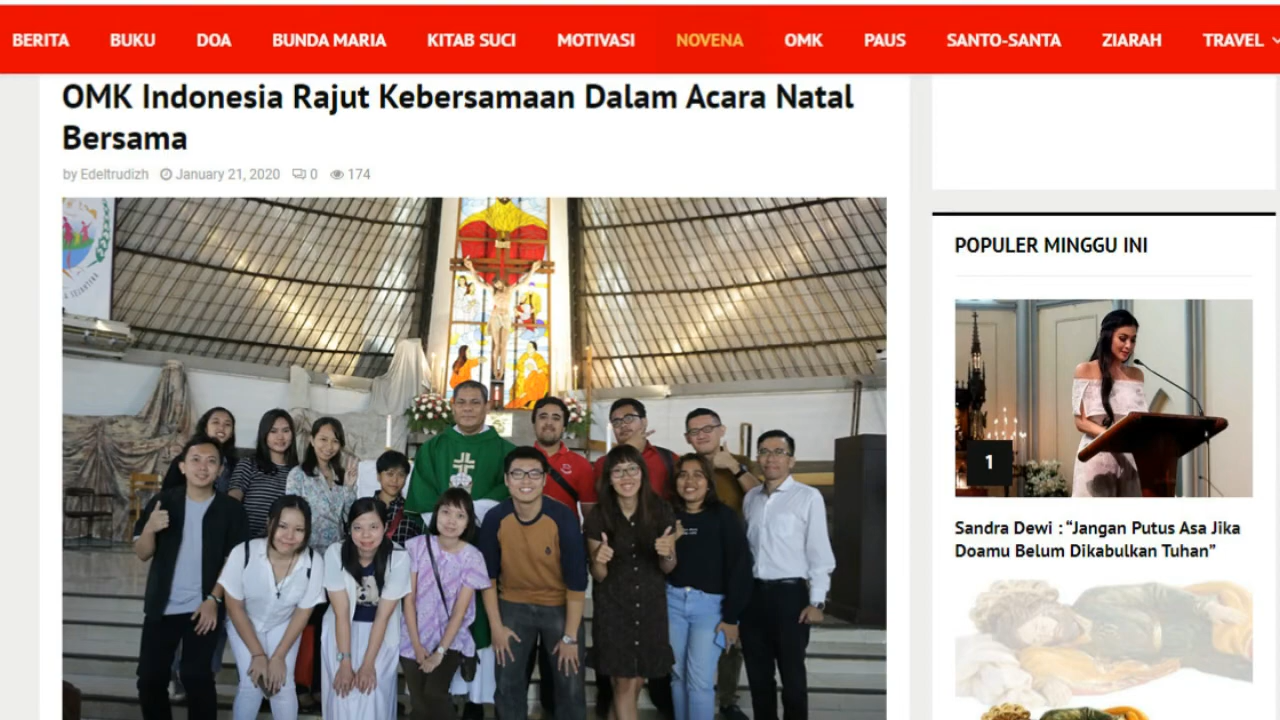 BERITA BUKU DOA BUNDA MARIA KITAB SUCI MOTIVASI NOVENA OMK PAUS SANTO-SANTA ZIARAH TRAVEL
OMK Indonesia Rajut Kebersamaan Dalam Acara Natal
Bersama
by Edeltrudizh January 21, 2020 0 174
POPULER MINGGU INI
1
Sandra Dewi : “Jangan Putus Asa Jika
Doamu Belum Dikabulkan Tuhan”